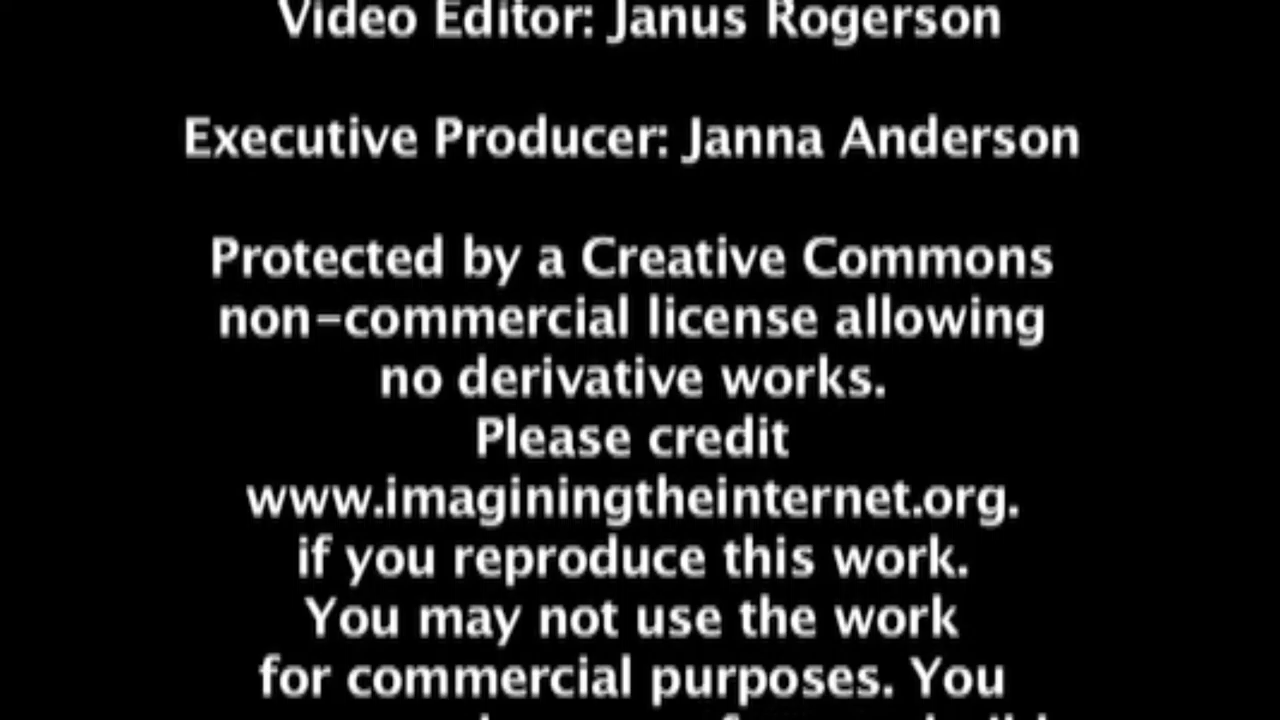 Video Editor: Janus Rogerson
Executive Producer: Janna Anderson
Protected by a Creative Commons
non-commercial license allowing
no derivative works.
Please credit
www.imaginingtheinternet.org.
if you reproduce this work.
You may not use the work
for commercial purposes. You